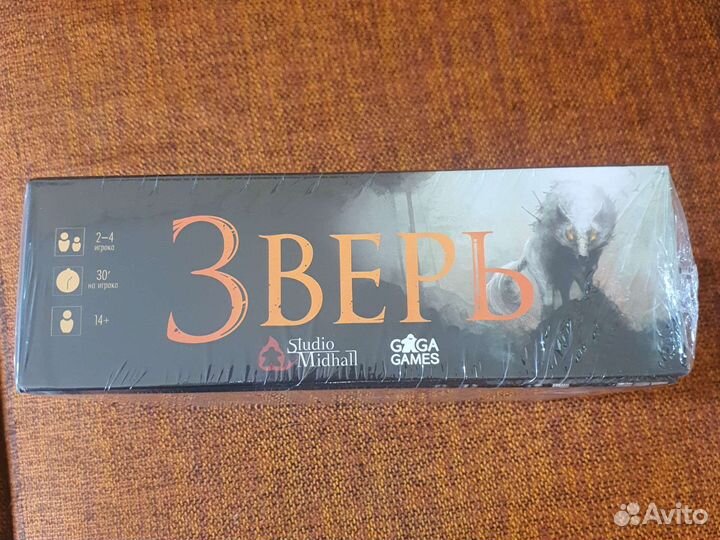 2–4
игрока
30'
на игрока
14+
Зверь
Studio
Midhall
GAGA
GAMES
Avito